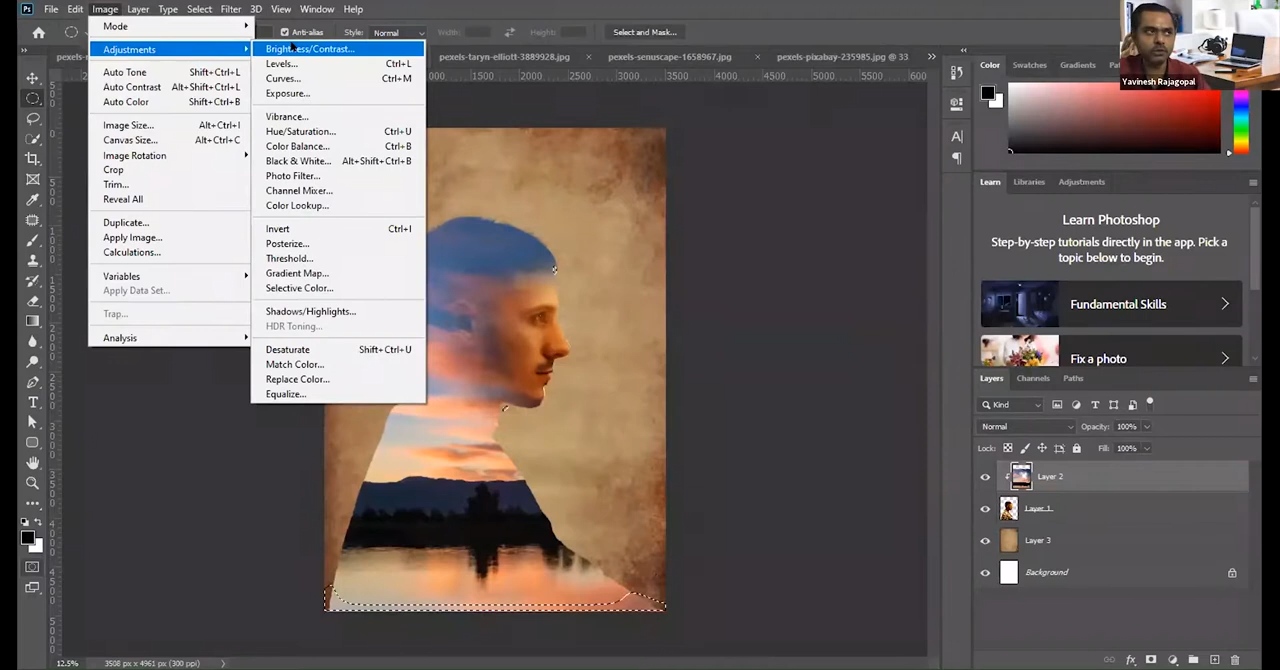 Ps File Edit Image Layer Type Select Filter 3D View Window Help
Mode
Adjustments
Auto Tone Shift+Ctrl+L
Auto Contrast Alt+Shift+Ctrl+L
Auto Color Shift+Ctrl+B
Image Size... Alt+Ctrl+I
Canvas Size... Alt+Ctrl+C
Image Rotation
Crop
Trim...
Reveal All
Duplicate...
Apply Image...
Calculations...
Variables
Apply Data Set...
Trap...
Analysis
Brightness/Contrast...
Levels... Ctrl+L
Curves... Ctrl+M
Exposure...
Vibrance...
Hue/Saturation... Ctrl+U
Color Balance... Ctrl+B
Black & White... Alt+Shift+Ctrl+B
Photo Filter...
Channel Mixer...
Color Lookup...
Invert Ctrl+I
Posterize...
Threshold...
Gradient Map...
Selective Color...
Shadows/Highlights...
HDR Toning...
Desaturate Shift+Ctrl+U
Match Color...
Replace Color...
Equalize...
Anti-alias Style: Normal Width: Height: Select and Mask...
pexels-taryn-elliott-3889928.jpg × pexels-senuscape-1658967.jpg × pexels-pixabay-235985.jpg @ 33
1000 1500 2000 2500 3000 3500 4000 4500 5000 5500 600
Yavinesh Rajagopal
Color Swatches Gradients Patterns
Learn Libraries Adjustments
Learn Photoshop
Step-by-step tutorials directly in the app. Pick a
topic below to begin.
Fundamental Skills
Fix a photo
Layers Channels Paths
Kind
Normal Opacity: 100%
Lock: Fill: 100%
Layer 2
Layer 1
Layer 3
Background
12.5% 3508 px x 4961 px (300 ppi)